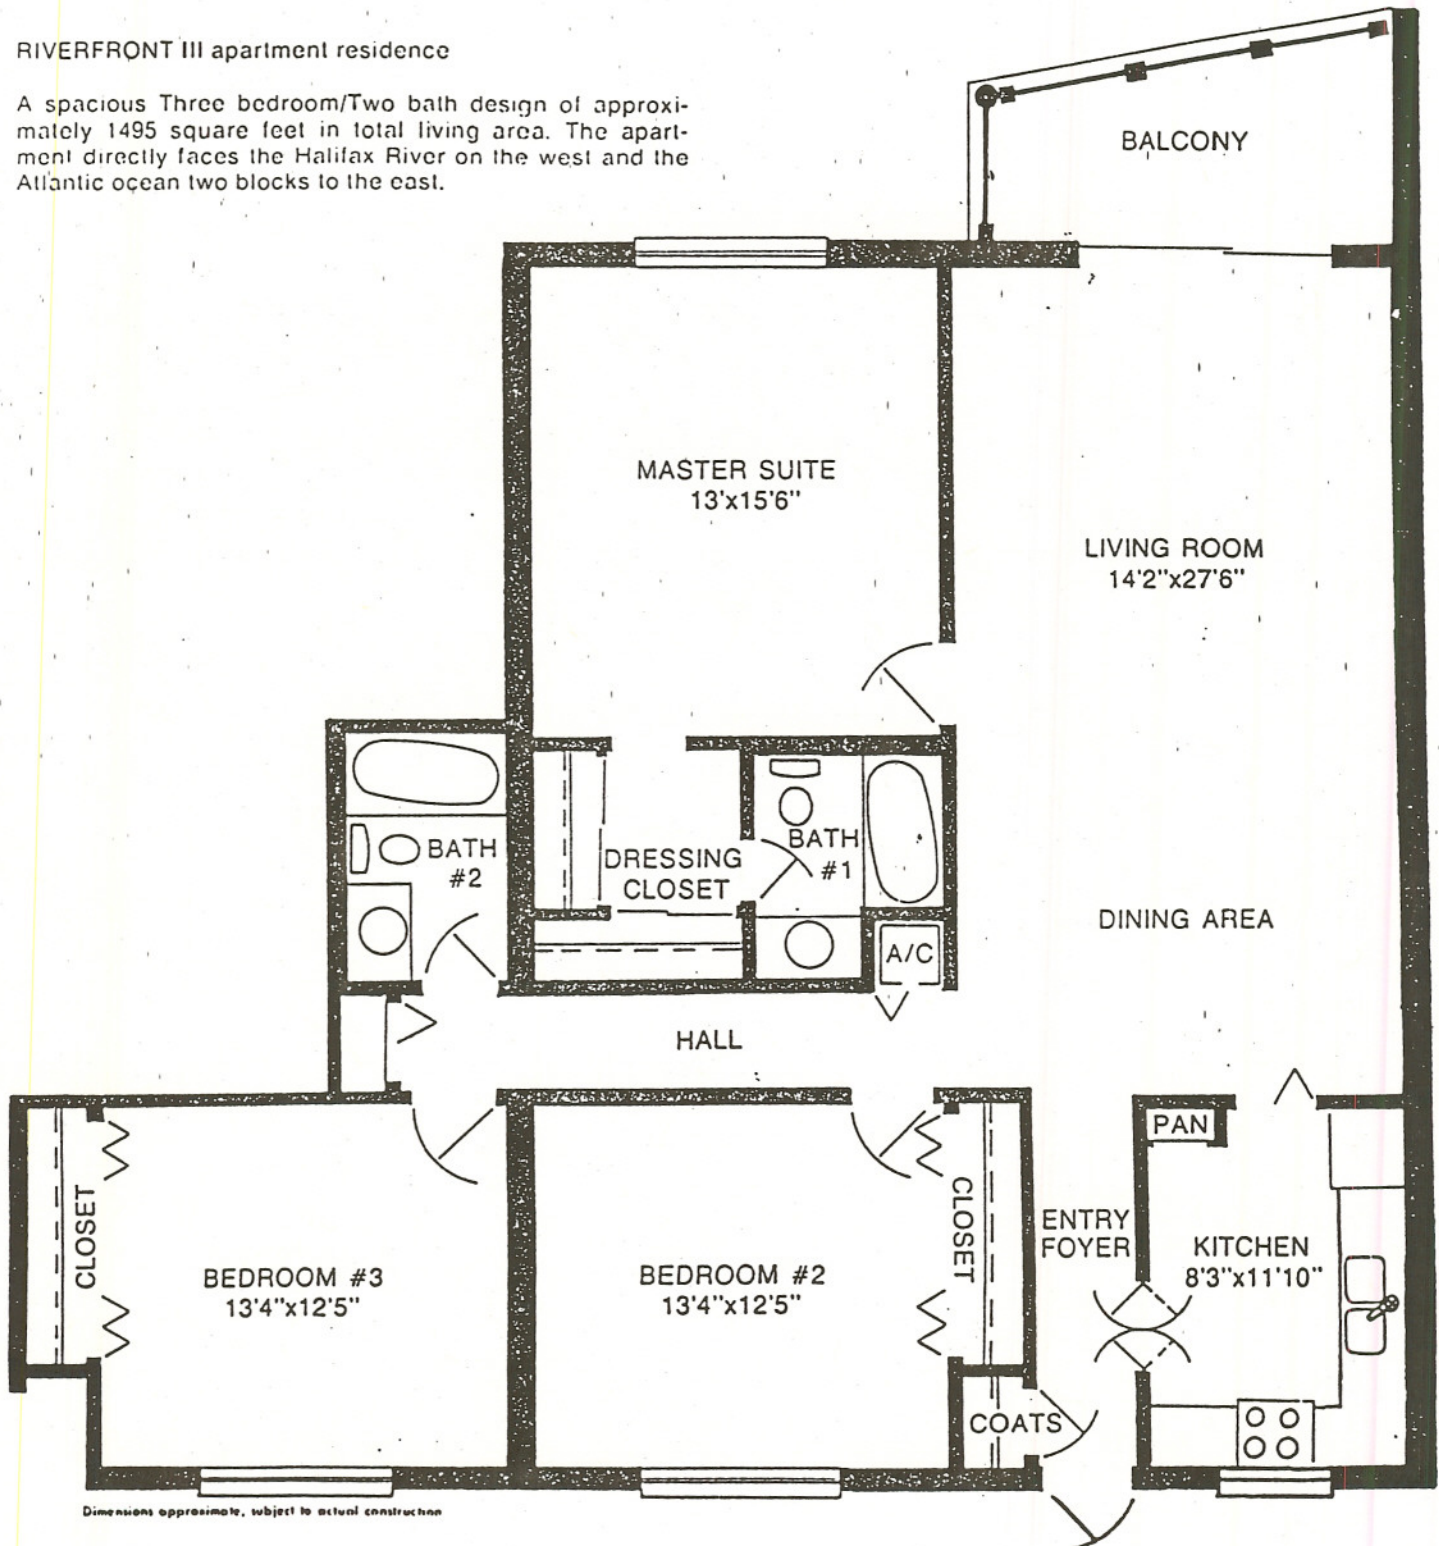 RIVERFRONT III apartment residence
A spacious Three bedroom/Two bath design of approxi-
mately 1495 square feet in total living area. The apart-
ment directly faces the Halifax River on the west and the
Atlantic ocean two blocks to the east.
BALCONY
MASTER SUITE
13'x15'6"
LIVING ROOM
14'2"x27'6"
BATH
#2
DRESSING
CLOSET
BATH
#1
A/C
DINING AREA
HALL
PAN
CLOSET
BEDROOM #3
13'4"x12'5"
BEDROOM #2
13'4"x12'5"
CLOSET
ENTRY
FOYER
KITCHEN
8'3"x11'10"
COATS
Dimensions approximate, subject to actual construction